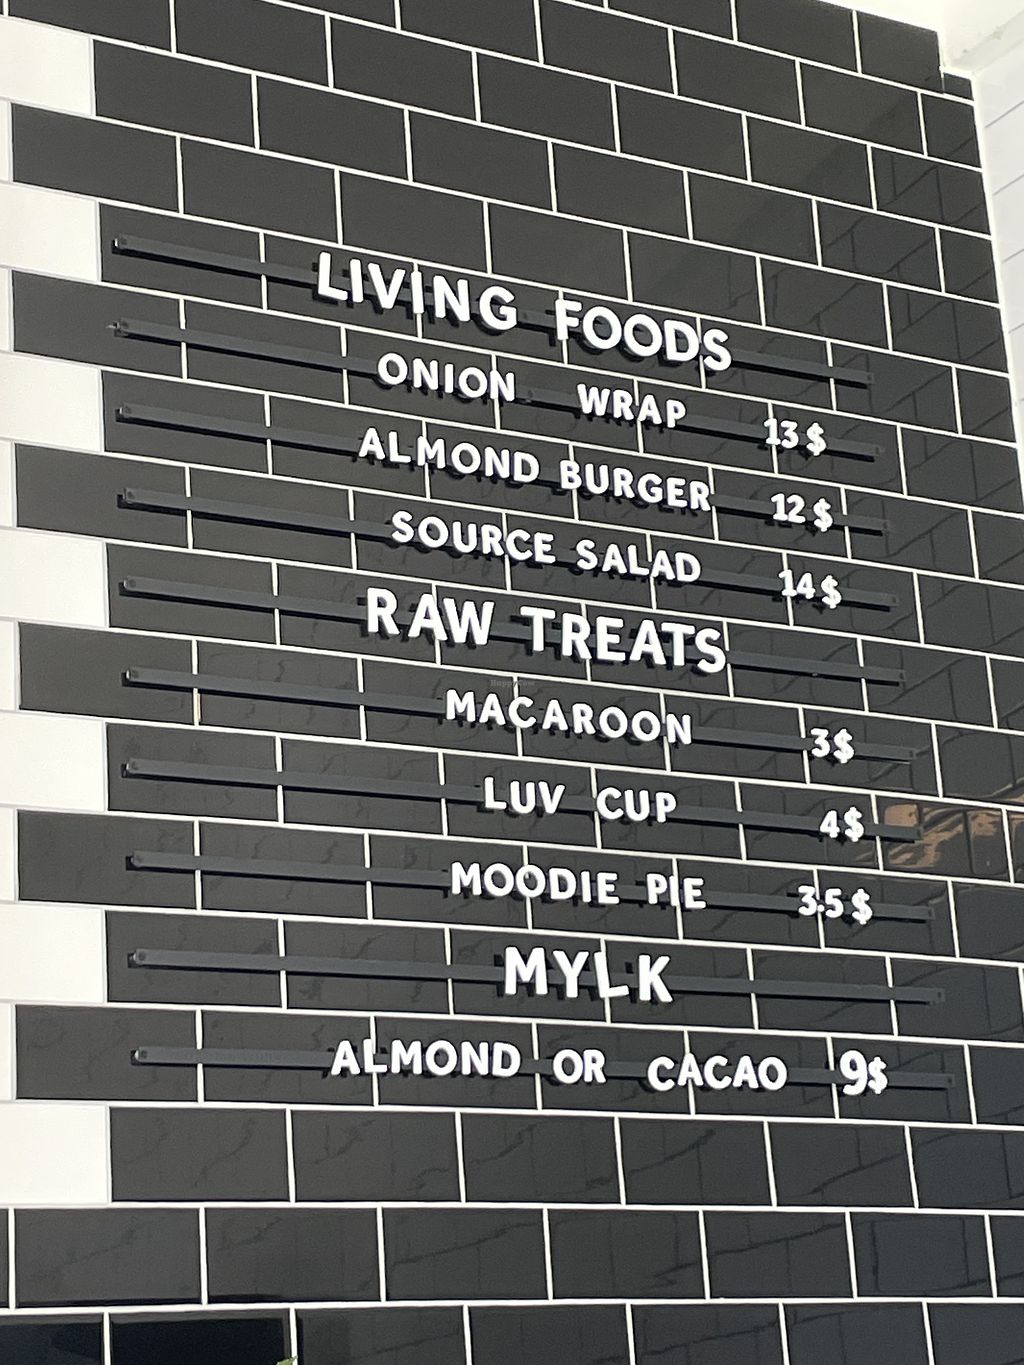 LIVING FOODS
ONION WRAP 13$
ALMOND BURGER 12$
SOURCE SALAD 14$
RAW TREATS
MACAROON 3$
LUV CUP 4$
MOODIE PIE 3.5$
MYLK
ALMOND OR CACAO 9$